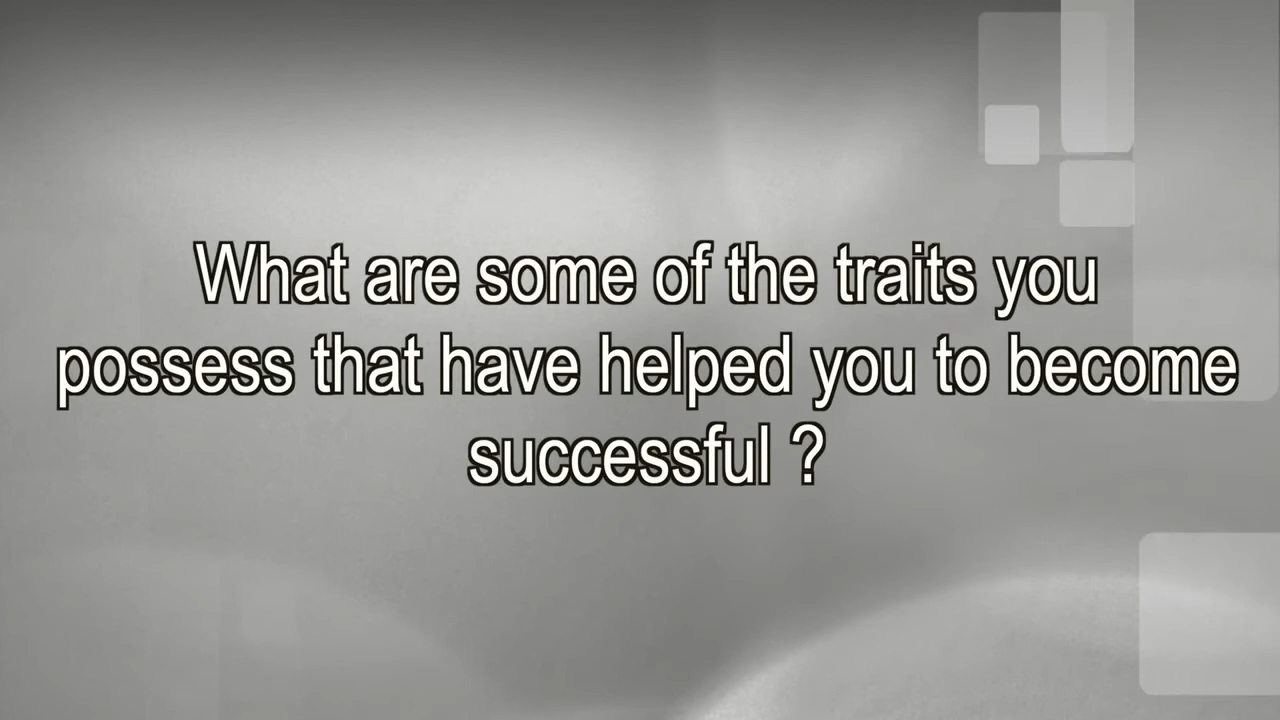 What are some of the traits you
possess that have helped you to become
successful ?